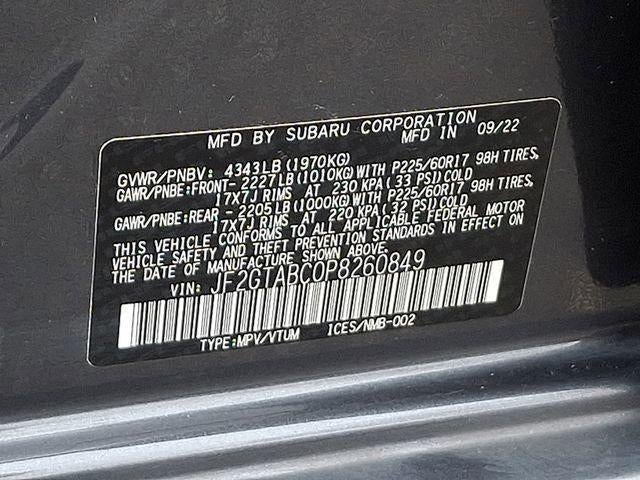 MFD BY SUBARU CORPORATION
MFD IN 09/22
GVWR/PNBV: 4343LB(1970KG)
GAWR/PNBE:FRONT-2227LB(1010KG)WITH P225/60R17 98H TIRES,
17X7J RIMS AT 230 KPA(33 PSI)COLD
GAWR/PNBE:REAR -2205LB(1000KG)WITH P225/60R17 98H TIRES,
17X7J RIMS AT 220 KPA(32 PSI)COLD
THIS VEHICLE CONFORMS TO ALL APPLICABLE FEDERAL MOTOR
VEHICLE SAFETY AND THEFT PREVENTION STANDARDS IN EFFECT ON
THE DATE OF MANUFACTURE SHOWN ABOVE.
VIN: JF2GTABC0P8260849
TYPE:MPV/VTUM ICES/NMB-002